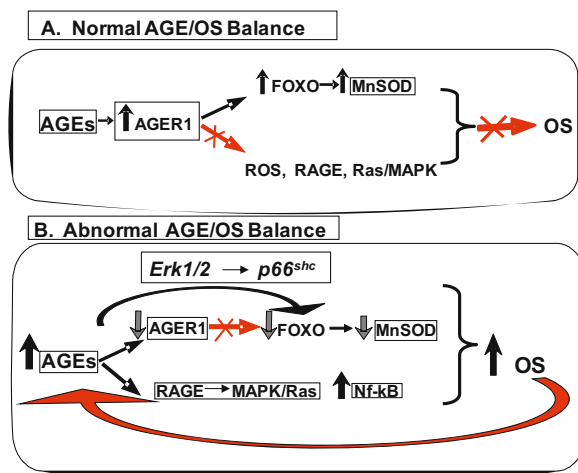 A. Normal AGE/OS Balance
FOXO → MnSOD
AGEs → AGER1
OS
ROS, RAGE, Ras/MAPK
B. Abnormal AGE/OS Balance
Erk1/2 → p66shc
AGER1 FOXO → MnSOD
AGEs
OS
RAGE → MAPK/Ras Nf-kB